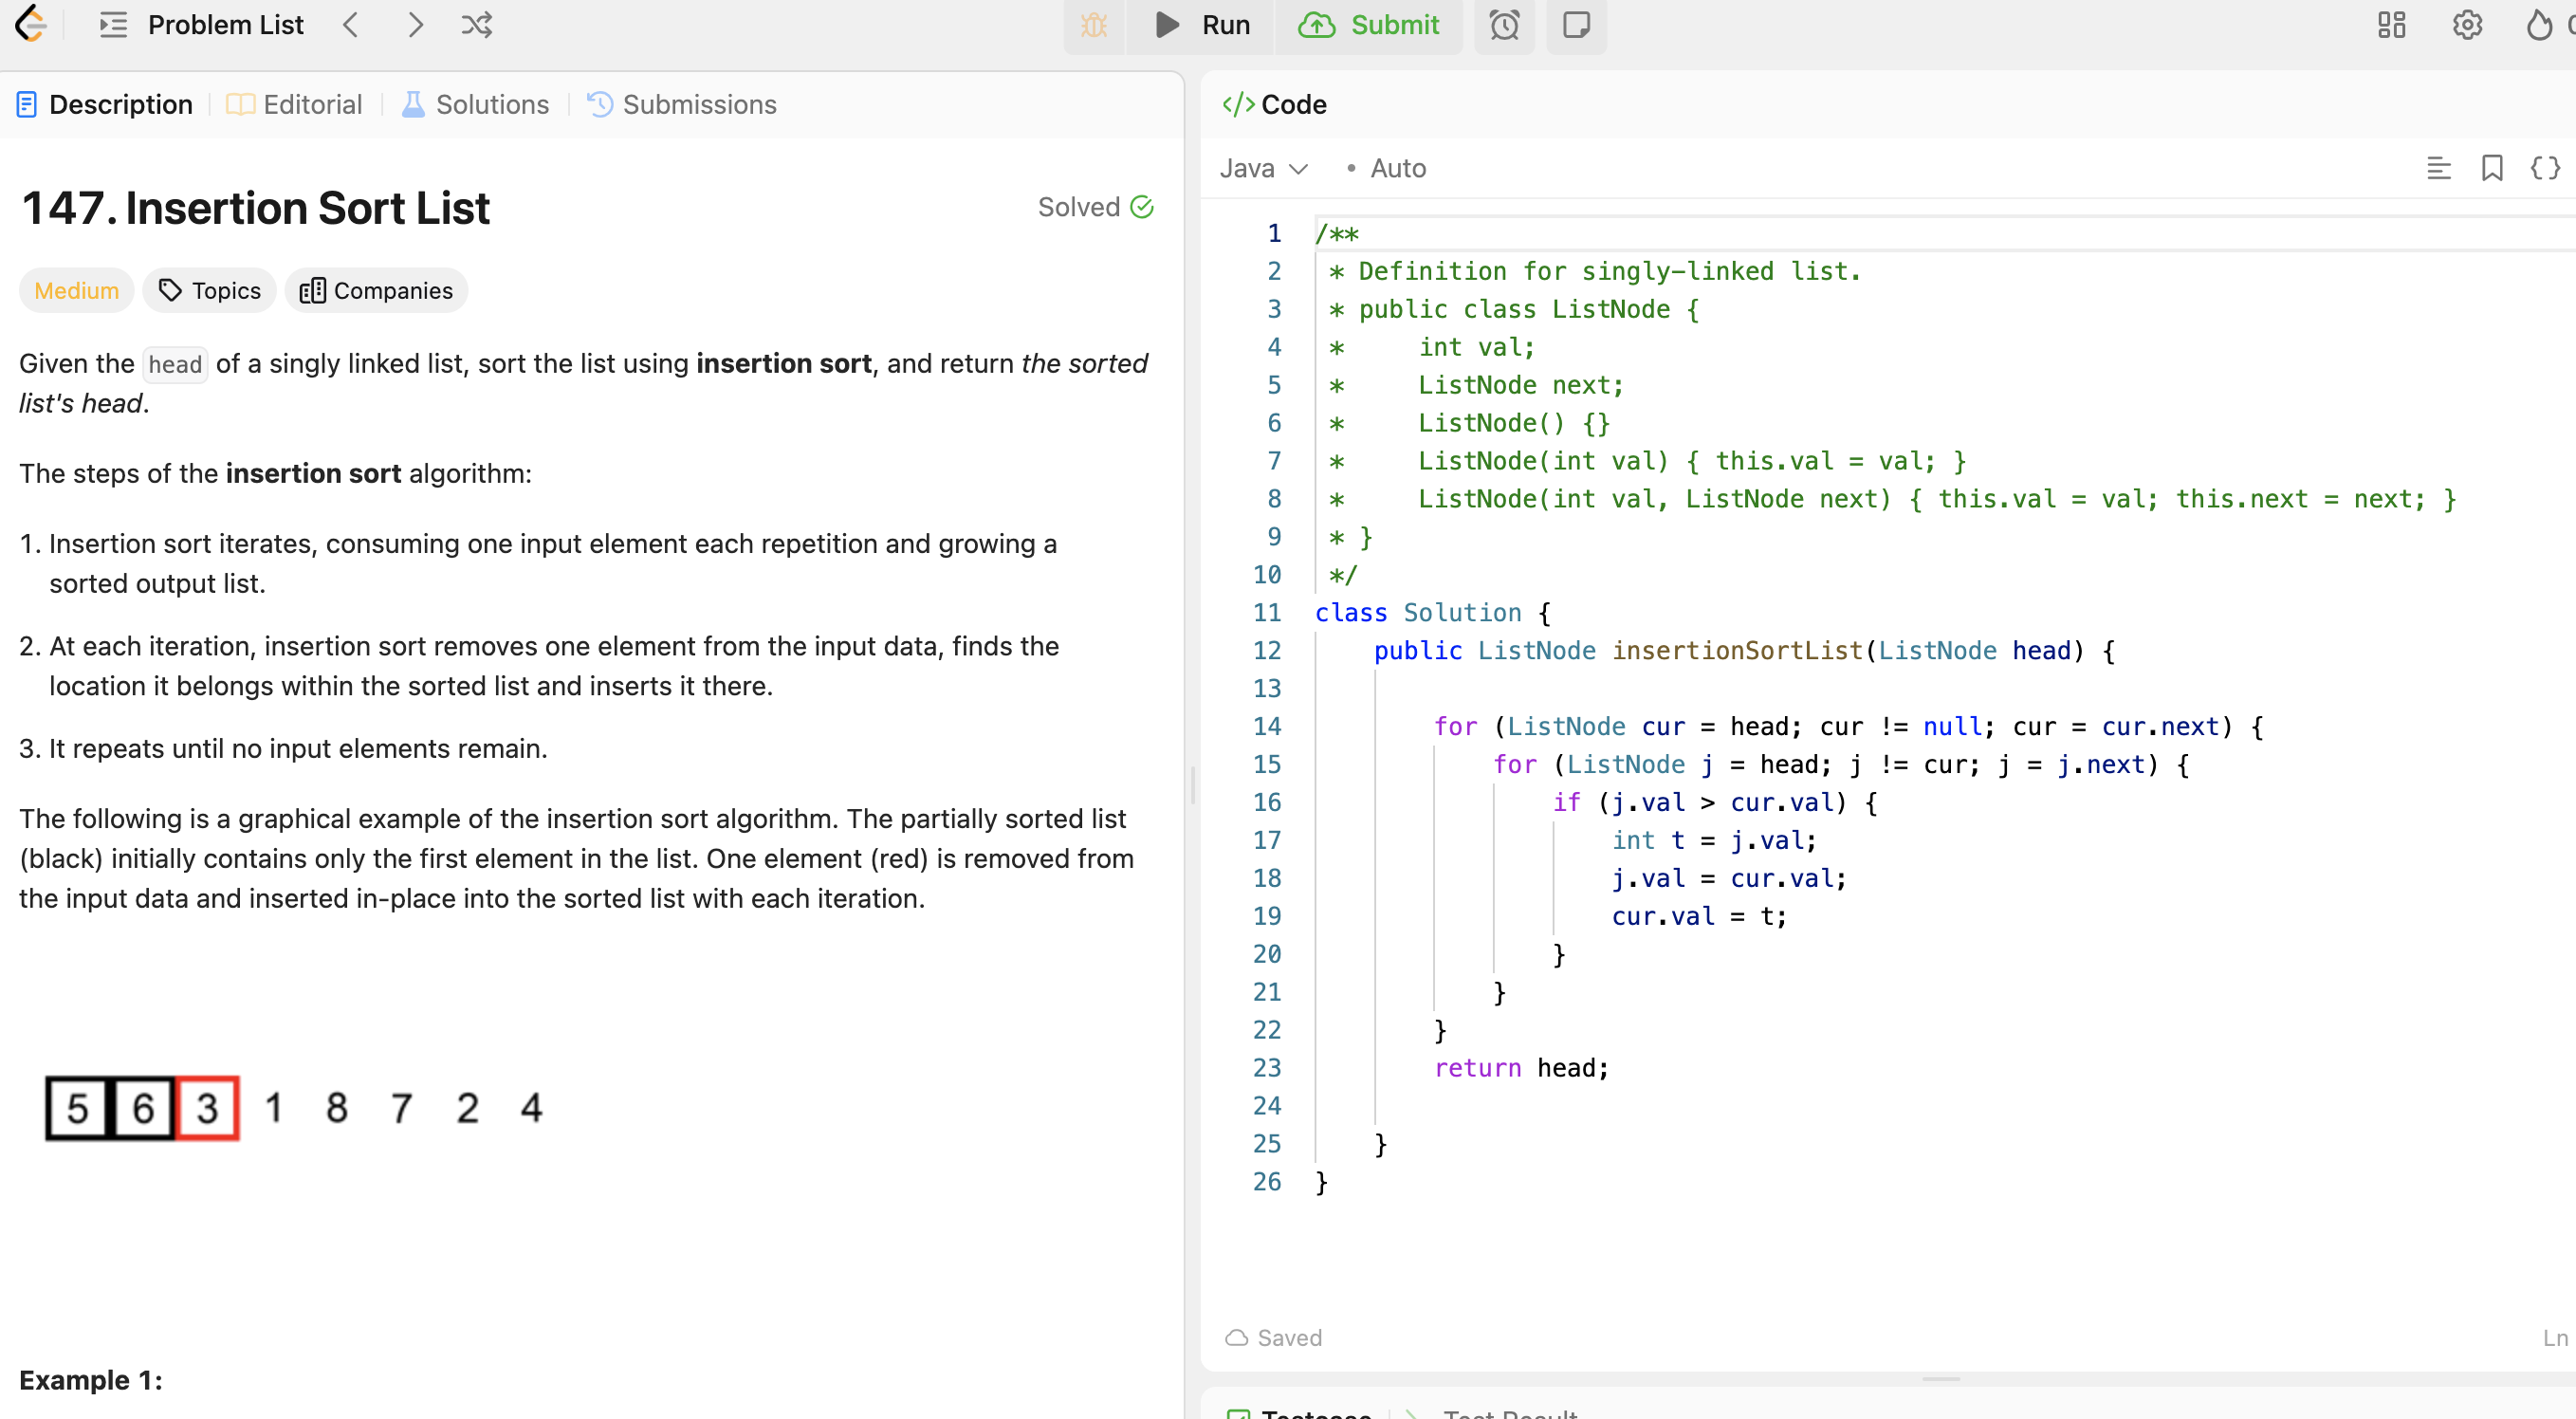 Problem List
Run
Submit
Description
Editorial
Solutions
Submissions
147. Insertion Sort List
Solved
Medium
Topics
Companies
Given the head of a singly linked list, sort the list using insertion sort, and return the sorted
list's head.
The steps of the insertion sort algorithm:
1. Insertion sort iterates, consuming one input element each repetition and growing a
sorted output list.
2. At each iteration, insertion sort removes one element from the input data, finds the
location it belongs within the sorted list and inserts it there.
3. It repeats until no input elements remain.
The following is a graphical example of the insertion sort algorithm. The partially sorted list
(black) initially contains only the first element in the list. One element (red) is removed from
the input data and inserted in-place into the sorted list with each iteration.
5 6 3 1 8 7 2 4
Example 1:
</> Code
Java
• Auto
{}
1 /**
2  * Definition for singly-linked list.
3  * public class ListNode {
4  *     int val;
5  *     ListNode next;
6  *     ListNode() {}
7  *     ListNode(int val) { this.val = val; }
8  *     ListNode(int val, ListNode next) { this.val = val; this.next = next; }
9  * }
10  */
11 class Solution {
12     public ListNode insertionSortList(ListNode head) {
13
14         for (ListNode cur = head; cur != null; cur = cur.next) {
15             for (ListNode j = head; j != cur; j = j.next) {
16                 if (j.val > cur.val) {
17                     int t = j.val;
18                     j.val = cur.val;
19                     cur.val = t;
20                 }
21             }
22         }
23         return head;
24
25     }
26 }
Saved
Ln
Testcase
Test Result